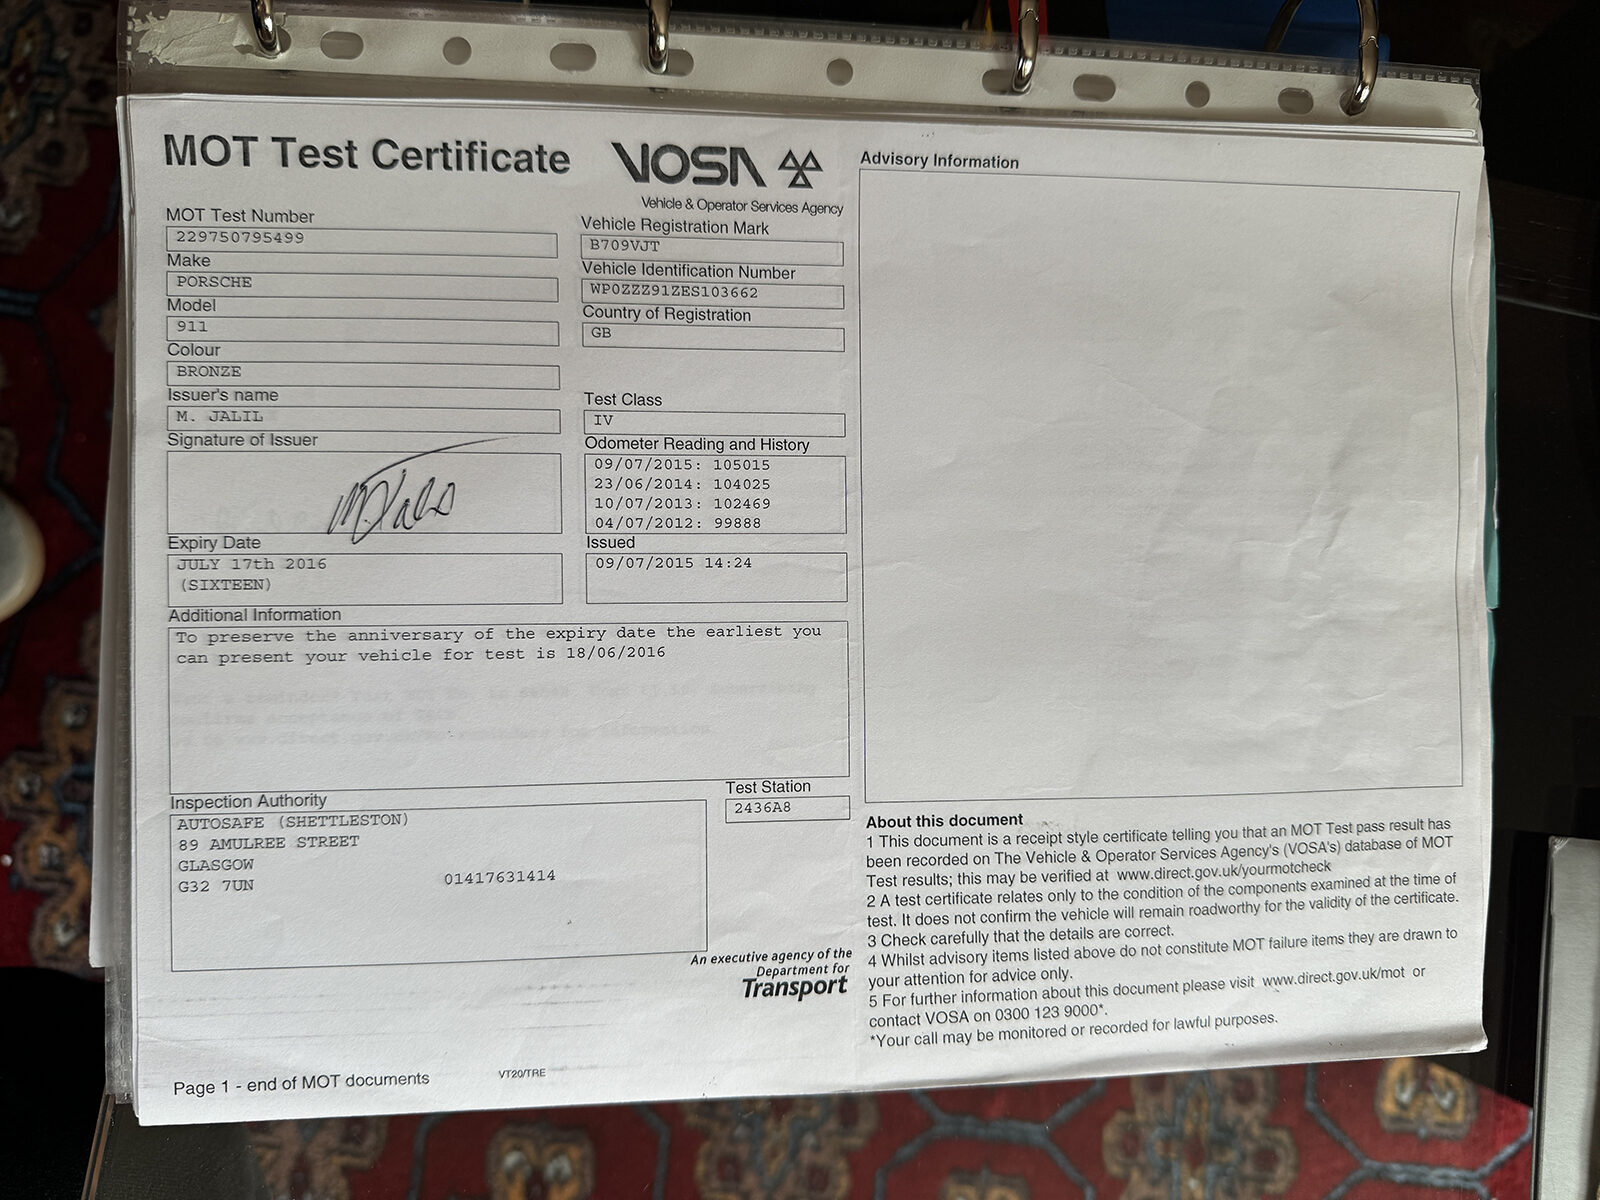 MOT Test Certificate
VOSA
Vehicle & Operator Services Agency
MOT Test Number
229750795499
Make
PORSCHE
Model
911
Colour
BRONZE
Issuer's name
M. JALIL
Signature of Issuer
Expiry Date
JULY 17th 2016
(SIXTEEN)
Vehicle Registration Mark
B709VJT
Vehicle Identification Number
WP0ZZZ91ZES103662
Country of Registration
GB
Test Class
IV
Odometer Reading and History
09/07/2015: 105015
23/06/2014: 104025
10/07/2013: 102469
04/07/2012: 99888
Issued
09/07/2015 14:24
Additional Information
To preserve the anniversary of the expiry date the earliest you
can present your vehicle for test is 18/06/2016
Inspection Authority
AUTOSAFE (SHETTLESTON)
89 AMULREE STREET
GLASGOW
G32 7UN 01417631414
Test Station
2436A8
An executive agency of the
Department for
Transport
Page 1 - end of MOT documents
VT20/TRE
Advisory Information
About this document
1 This document is a receipt style certificate telling you that an MOT Test pass result has
been recorded on The Vehicle & Operator Services Agency's (VOSA's) database of MOT
Test results; this may be verified at www.direct.gov.uk/yourmotcheck
2 A test certificate relates only to the condition of the components examined at the time of
test. It does not confirm the vehicle will remain roadworthy for the validity of the certificate.
3 Check carefully that the details are correct.
4 Whilst advisory items listed above do not constitute MOT failure items they are drawn to
your attention for advice only.
5 For further information about this document please visit www.direct.gov.uk/mot or
contact VOSA on 0300 123 9000*.
*Your call may be monitored or recorded for lawful purposes.